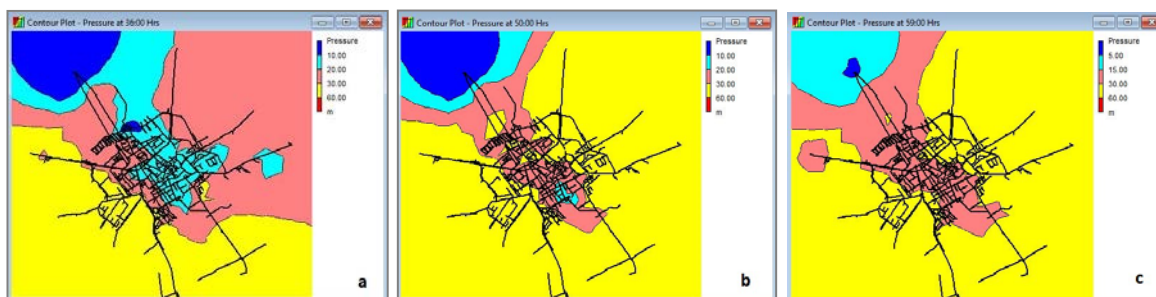 Contour Plot - Pressure at 36:00 Hrs
Pressure
10.00
20.00
30.00
60.00
m
a
Contour Plot - Pressure at 50:00 Hrs
Pressure
10.00
20.00
30.00
60.00
m
b
Contour Plot - Pressure at 59:00 Hrs
Pressure
5.00
15.00
30.00
60.00
m
c